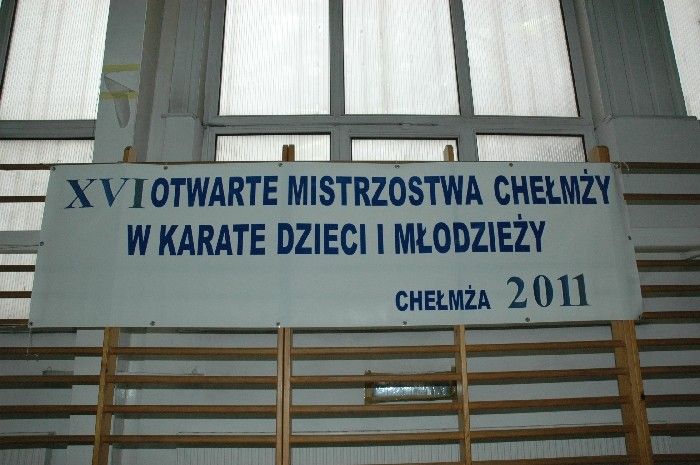 XVI OTWARTE MISTRZOSTWA CHEŁMŻY
W KARATE DZIECI I MŁODZIEŻY
CHEŁMŻA 2011